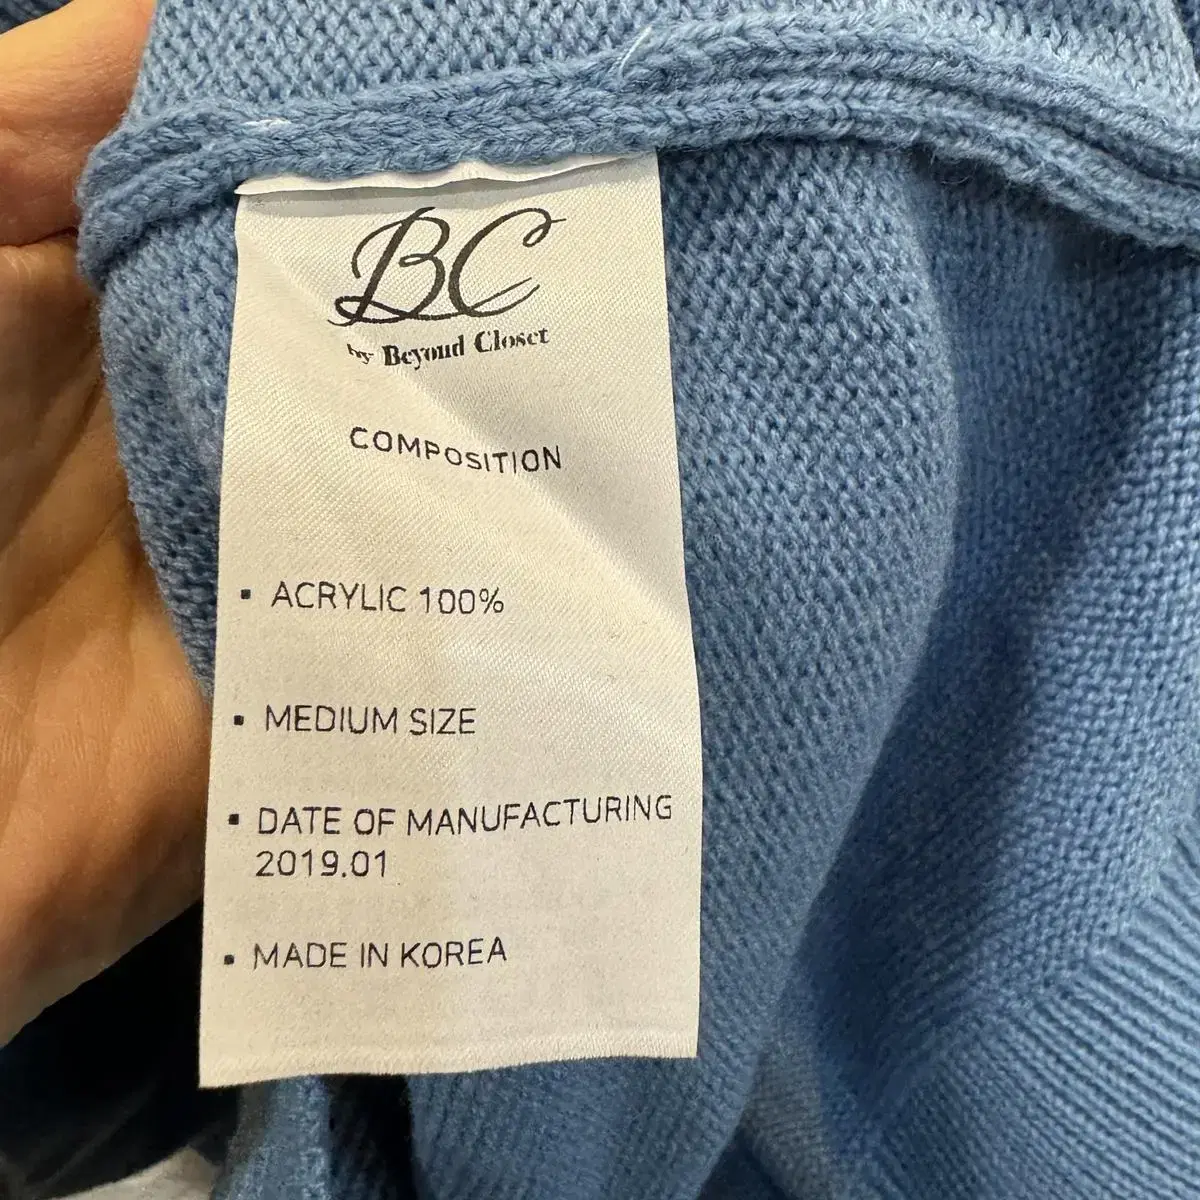 BC
by Beyond Closet
COMPOSITION
▪ ACRYLIC 100%
▪ MEDIUM SIZE
▪ DATE OF MANUFACTURING
2019.01
▪ MADE IN KOREA